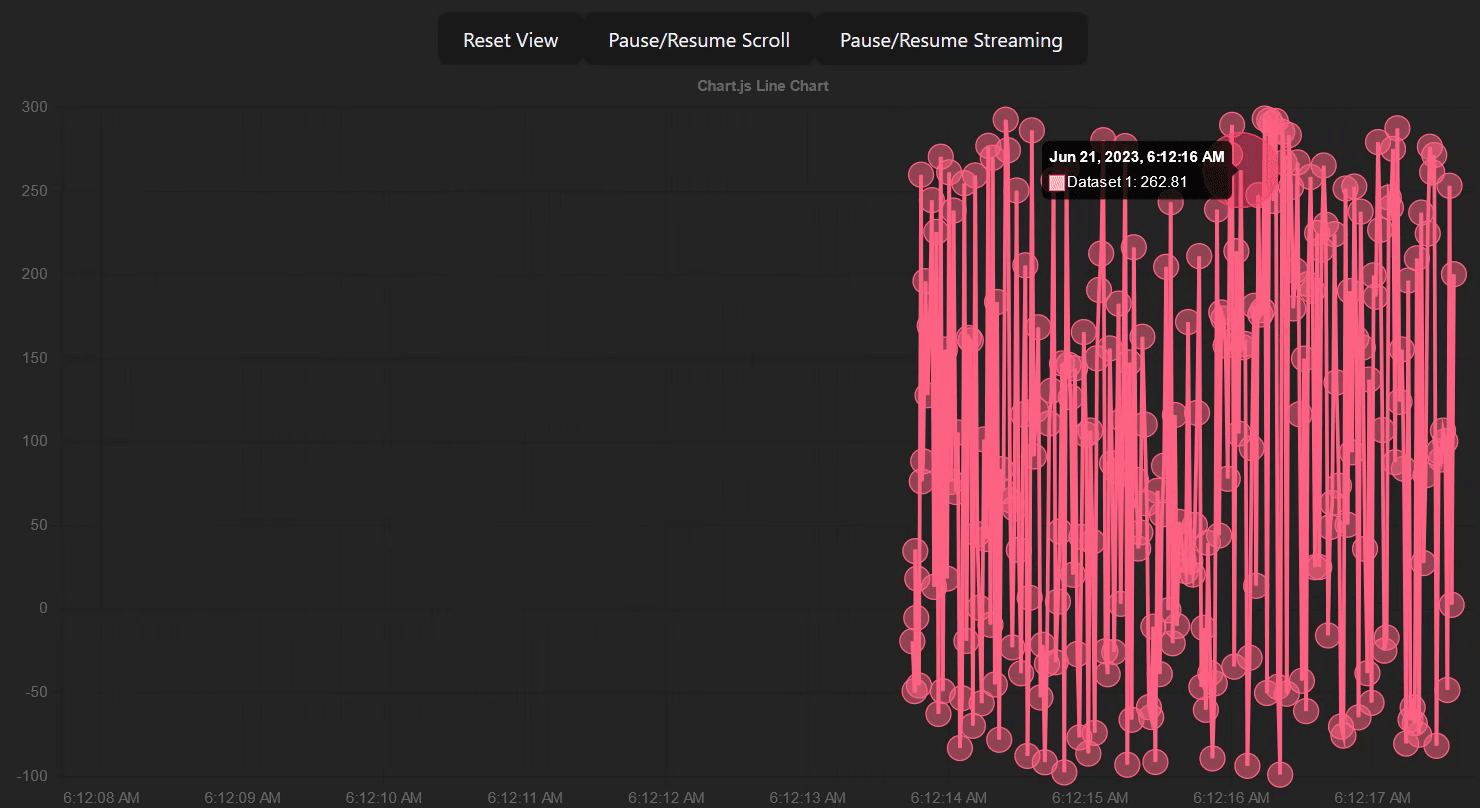 Reset View Pause/Resume Scroll Pause/Resume Streaming
Chart.js Line Chart
300
250
200
150
100
50
0
-50
-100
Jun 21, 2023, 6:12:16 AM
Dataset 1: 262.81
6:12:08 AM 6:12:09 AM 6:12:10 AM 6:12:11 AM 6:12:12 AM 6:12:13 AM 6:12:14 AM 6:12:15 AM 6:12:16 AM 6:12:17 AM